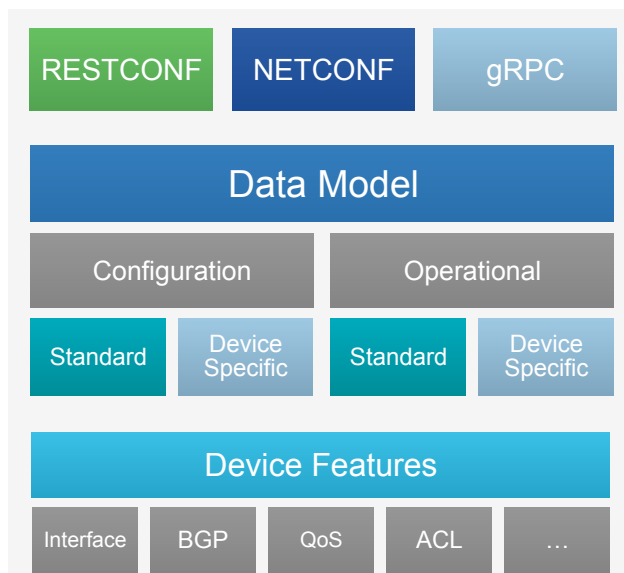 RESTCONF NETCONF gRPC
Data Model
Configuration Operational
Standard Device Specific Standard Device Specific
Device Features
Interface BGP QoS ACL …